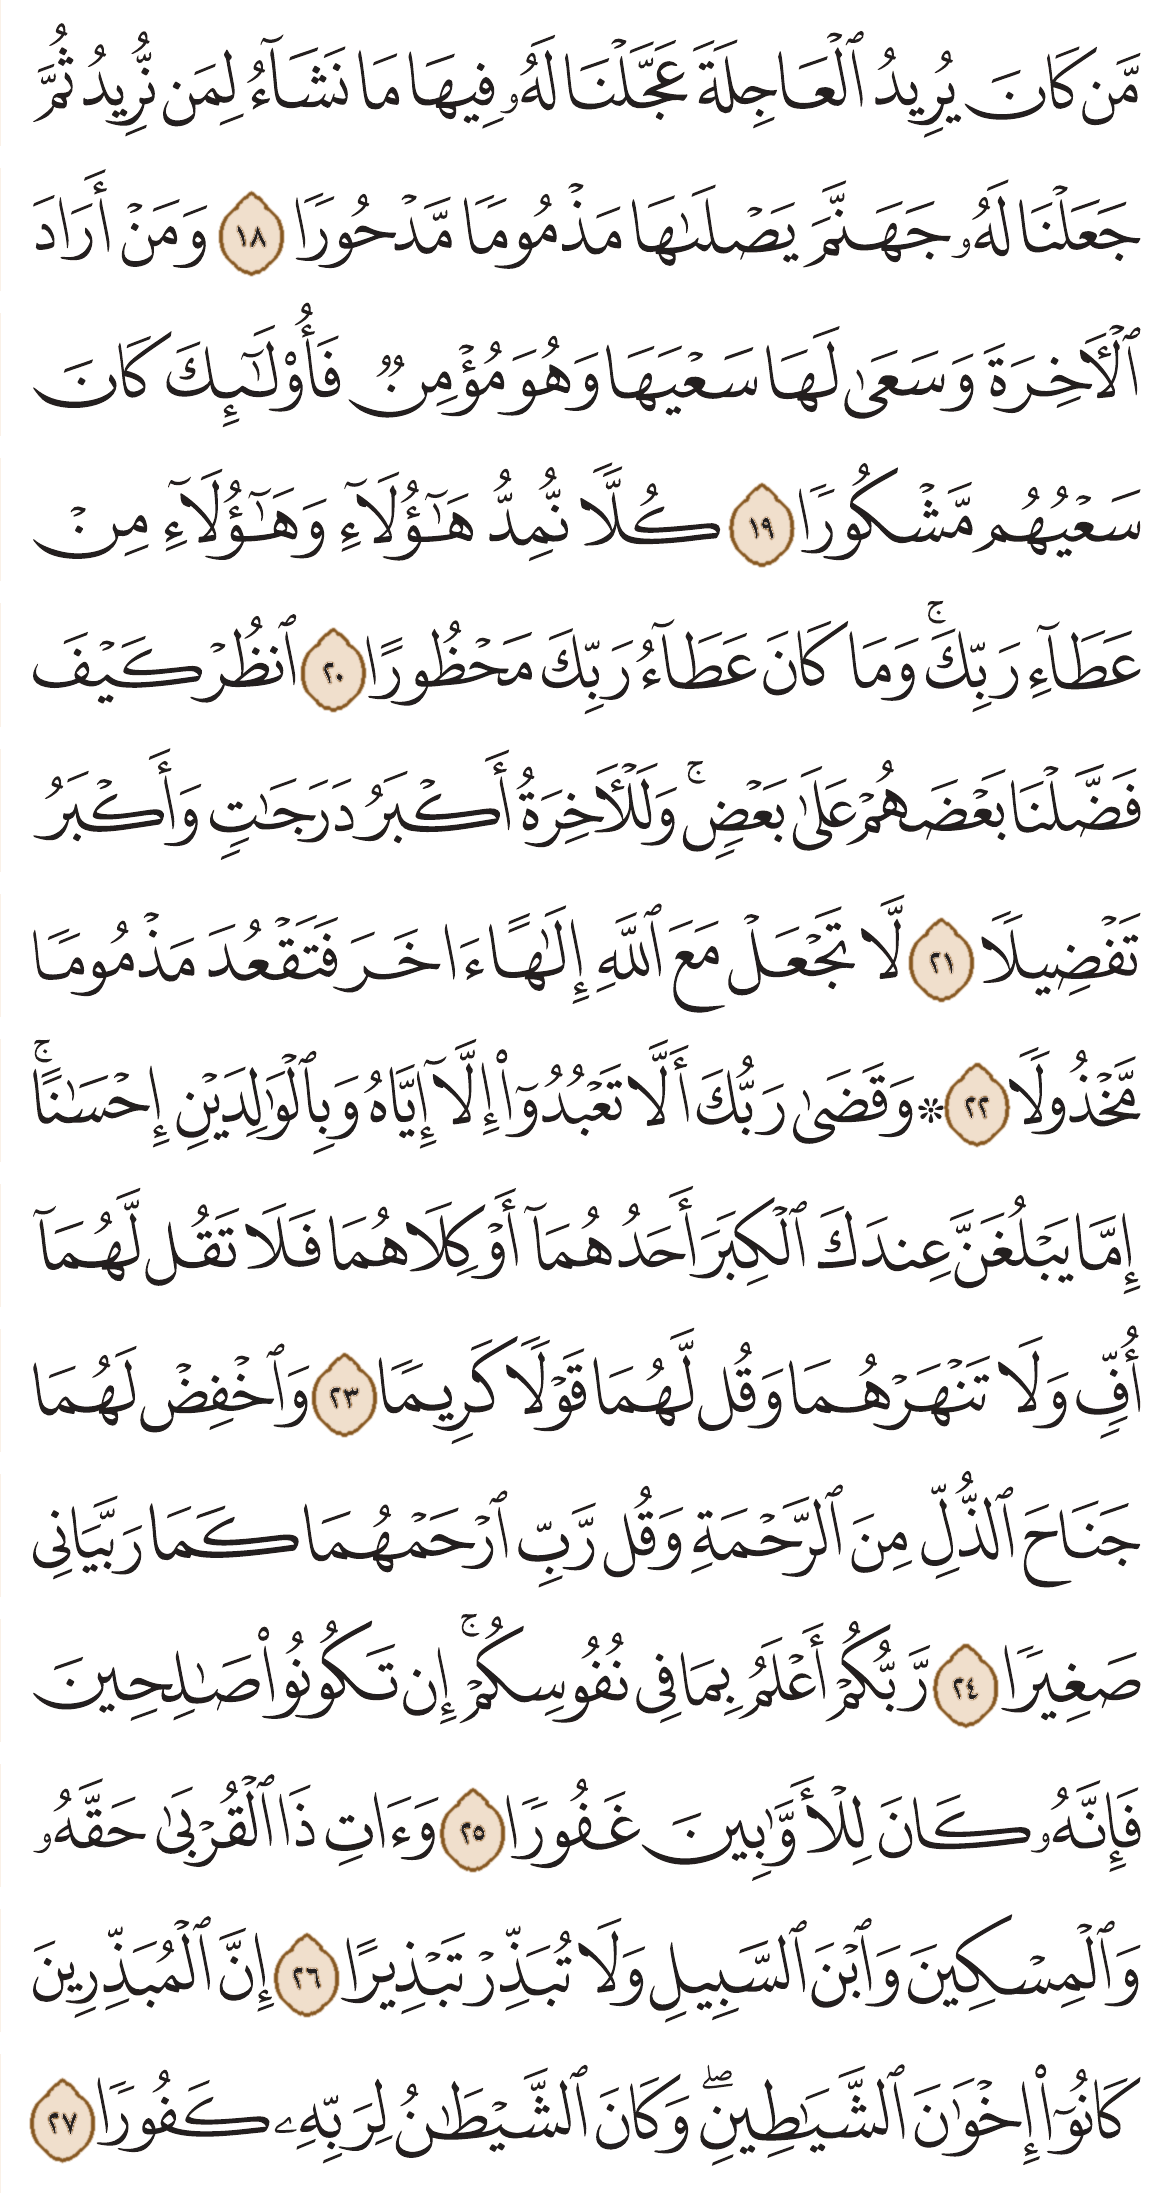 مَّن كَانَ يُرِيدُ ٱلْعَاجِلَةَ عَجَّلْنَا لَهُۥ فِيهَا مَا نَشَآءُ لِمَن نُّرِيدُ ثُمَّ
جَعَلْنَا لَهُۥ جَهَنَّمَ يَصْلَىٰهَا مَذْمُومًا مَّدْحُورًا ١٨ وَمَنْ أَرَادَ
ٱلْـَٔاخِرَةَ وَسَعَىٰ لَهَا سَعْيَهَا وَهُوَ مُؤْمِنٌ فَأُو۟لَـٰٓئِكَ كَانَ
سَعْيُهُم مَّشْكُورًا ١٩ كُلًّا نُّمِدُّ هَـٰٓؤُلَآءِ وَهَـٰٓؤُلَآءِ مِنْ
عَطَآءِ رَبِّكَ ۚ وَمَا كَانَ عَطَآءُ رَبِّكَ مَحْظُورًا ٢٠ ٱنظُرْ كَيْفَ
فَضَّلْنَا بَعْضَهُمْ عَلَىٰ بَعْضٍ ۚ وَلَلْـَٔاخِرَةُ أَكْبَرُ دَرَجَـٰتٍ وَأَكْبَرُ
تَفْضِيلًا ٢١ لَّا تَجْعَلْ مَعَ ٱللَّهِ إِلَـٰهًا ءَاخَرَ فَتَقْعُدَ مَذْمُومًا
مَّخْذُولًا ٢٢ ۞ وَقَضَىٰ رَبُّكَ أَلَّا تَعْبُدُوٓا۟ إِلَّآ إِيَّاهُ وَبِٱلْوَٰلِدَيْنِ إِحْسَـٰنًا ۚ
إِمَّا يَبْلُغَنَّ عِندَكَ ٱلْكِبَرَ أَحَدُهُمَآ أَوْ كِلَاهُمَا فَلَا تَقُل لَّهُمَآ
أُفٍّ وَلَا تَنْهَرْهُمَا وَقُل لَّهُمَا قَوْلًا كَرِيمًا ٢٣ وَٱخْفِضْ لَهُمَا
جَنَاحَ ٱلذُّلِّ مِنَ ٱلرَّحْمَةِ وَقُل رَّبِّ ٱرْحَمْهُمَا كَمَا رَبَّيَانِى
صَغِيرًا ٢٤ رَّبُّكُمْ أَعْلَمُ بِمَا فِى نُفُوسِكُمْ ۚ إِن تَكُونُوا۟ صَـٰلِحِينَ
فَإِنَّهُۥ كَانَ لِلْأَوَّٰبِينَ غَفُورًا ٢٥ وَءَاتِ ذَا ٱلْقُرْبَىٰ حَقَّهُۥ
وَٱلْمِسْكِينَ وَٱبْنَ ٱلسَّبِيلِ وَلَا تُبَذِّرْ تَبْذِيرًا ٢٦ إِنَّ ٱلْمُبَذِّرِينَ
كَانُوٓا۟ إِخْوَٰنَ ٱلشَّيَـٰطِينِ ۖ وَكَانَ ٱلشَّيْطَـٰنُ لِرَبِّهِۦ كَفُورًا ٢٧